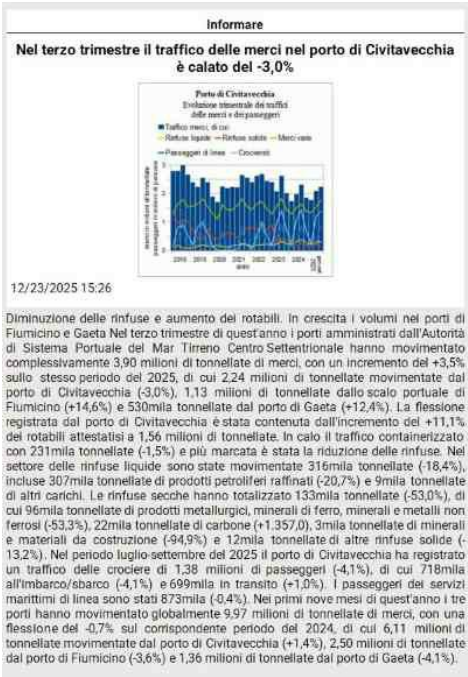 Informare
Nel terzo trimestre il traffico delle merci nel porto di Civitavecchia
è calato del -3,0%
Porto di Civitavecchia
Evoluzione trimestrale dei traffici
delle merci e dei passeggeri
Traffico merci, di cui
Rinfuse liquide Rinfuse solide Merci varie
Passeggeri di linea Crocieristi
merci in milioni di tonnellate
passeggeri in milioni di persone
3
2
1
0
2018 2019 2020 2021 2022 2023 2024
anno
12/23/2025 15:26
Diminuzione delle rinfuse e aumento dei rotabili. In crescita i volumi nei porti di
Fiumicino e Gaeta Nel terzo trimestre di quest'anno i porti amministrati dall'Autorità
di Sistema Portuale del Mar Tirreno Centro Settentrionale hanno movimentato
complessivamente 3,90 milioni di tonnellate di merci, con un incremento del +3,5%
sullo stesso periodo del 2025, di cui 2,24 milioni di tonnellate movimentate dal
porto di Civitavecchia (-3,0%), 1,13 milioni di tonnellate dallo scalo portuale di
Fiumicino (+14,6%) e 530mila tonnellate dal porto di Gaeta (+12,4%). La flessione
registrata dal porto di Civitavecchia è stata contenuta dall'incremento del +11,1%
dei rotabili attestatisi a 1,56 milioni di tonnellate. In calo il traffico containerizzato
con 231mila tonnellate (-1,5%) e più marcata è stata la riduzione delle rinfuse. Nel
settore delle rinfuse liquide sono state movimentate 316mila tonnellate (-18,4%),
incluse 307mila tonnellate di prodotti petroliferi raffinati (-20,7%) e 9mila tonnellate
di altri carichi. Le rinfuse secche hanno totalizzato 133mila tonnellate (-53,0%), di
cui 96mila tonnellate di prodotti metallurgici, minerali di ferro, minerali e metalli non
ferrosi (-53,3%), 22mila tonnellate di carbone (+1.357,0), 3mila tonnellate di minerali
e materiali da costruzione (-94,9%) e 12mila tonnellate di altre rinfuse solide (-
13,2%). Nel periodo luglio-settembre del 2025 il porto di Civitavecchia ha registrato
un traffico delle crociere di 1,38 milioni di passeggeri (-4,1%), di cui 718mila
all'imbarco/sbarco (-4,1%) e 699mila in transito (+1,0%). I passeggeri dei servizi
marittimi di linea sono stati 873mila (-0,4%). Nei primi nove mesi di quest'anno i tre
porti hanno movimentato globalmente 9,97 milioni di tonnellate di merci, con una
flessione del -0,7% sul corrispondente periodo del 2024, di cui 6,11 milioni di
tonnellate movimentate dal porto di Civitavecchia (+1,4%), 2,50 milioni di tonnellate
dal porto di Fiumicino (-3,6%) e 1,36 milioni di tonnellate dal porto di Gaeta (-4,1%).